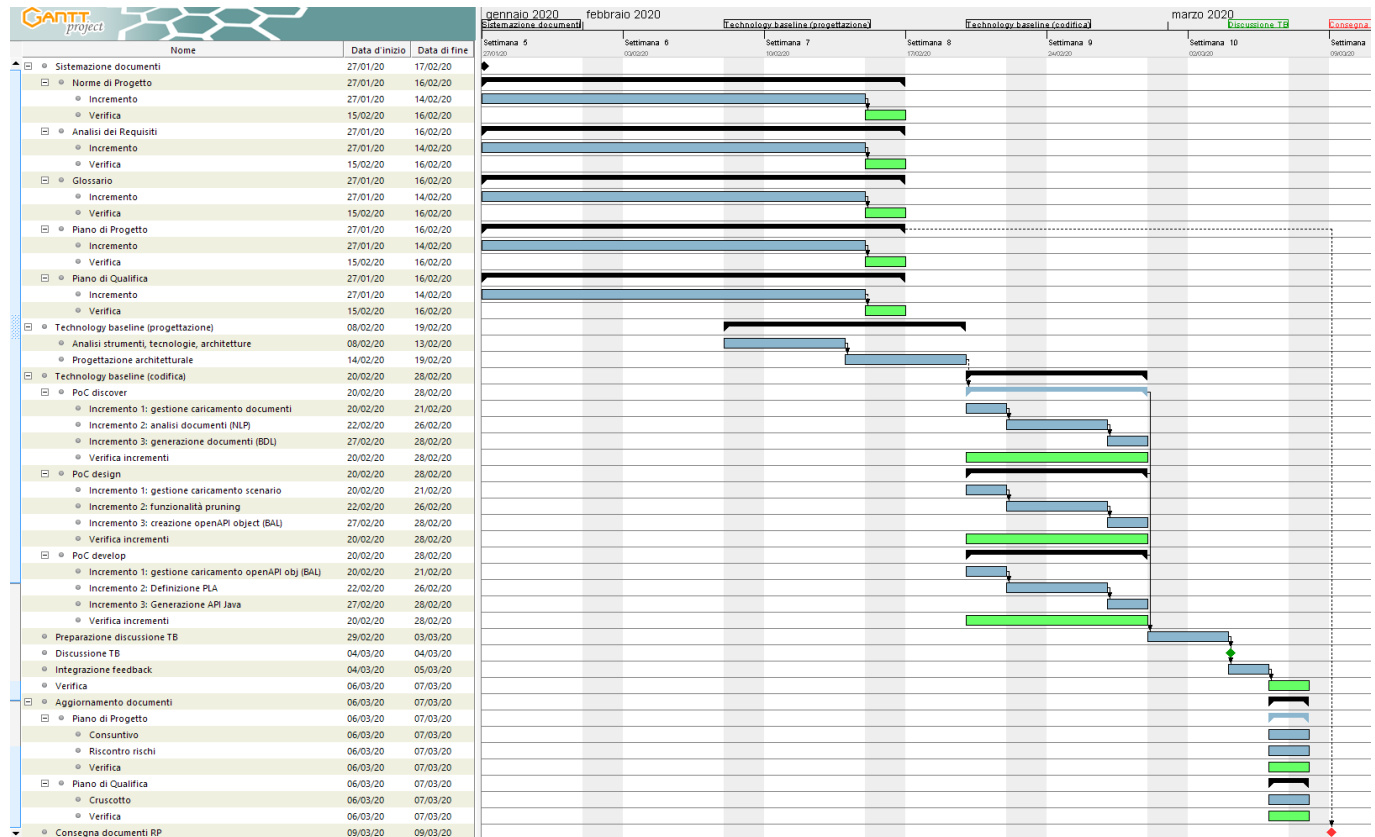 GANTT
project
gennaio 2020 febbraio 2020 marzo 2020
Sistemazione documenti Technology baseline (progettazione) Technology baseline (codifica) Discussione TB Consegna
Nome Data d'inizio Data di fine
Settimana 5 Settimana 6 Settimana 7 Settimana 8 Settimana 9 Settimana 10 Settimana
27/01/20 03/02/20 10/02/20 17/02/20 24/02/20 02/03/20 09/03/20
Sistemazione documenti 27/01/20 17/02/20
Norme di Progetto 27/01/20 16/02/20
Incremento 27/01/20 14/02/20
Verifica 15/02/20 16/02/20
Analisi dei Requisiti 27/01/20 16/02/20
Incremento 27/01/20 14/02/20
Verifica 15/02/20 16/02/20
Glossario 27/01/20 16/02/20
Incremento 27/01/20 14/02/20
Verifica 15/02/20 16/02/20
Piano di Progetto 27/01/20 16/02/20
Incremento 27/01/20 14/02/20
Verifica 15/02/20 16/02/20
Piano di Qualifica 27/01/20 16/02/20
Incremento 27/01/20 14/02/20
Verifica 15/02/20 16/02/20
Technology baseline (progettazione) 08/02/20 19/02/20
Analisi strumenti, tecnologie, architetture 08/02/20 13/02/20
Progettazione architetturale 14/02/20 19/02/20
Technology baseline (codifica) 20/02/20 28/02/20
PoC discover 20/02/20 28/02/20
Incremento 1: gestione caricamento documenti 20/02/20 21/02/20
Incremento 2: analisi documenti (NLP) 22/02/20 26/02/20
Incremento 3: generazione documenti (BDL) 27/02/20 28/02/20
Verifica incrementi 20/02/20 28/02/20
PoC design 20/02/20 28/02/20
Incremento 1: gestione caricamento scenario 20/02/20 21/02/20
Incremento 2: funzionalità pruning 22/02/20 26/02/20
Incremento 3: creazione openAPI object (BAL) 27/02/20 28/02/20
Verifica incrementi 20/02/20 28/02/20
PoC develop 20/02/20 28/02/20
Incremento 1: gestione caricamento openAPI obj (BAL) 20/02/20 21/02/20
Incremento 2: Definizione PLA 22/02/20 26/02/20
Incremento 3: Generazione API Java 27/02/20 28/02/20
Verifica incrementi 20/02/20 28/02/20
Preparazione discussione TB 29/02/20 03/03/20
Discussione TB 04/03/20 04/03/20
Integrazione feedback 04/03/20 05/03/20
Verifica 06/03/20 07/03/20
Aggiornamento documenti 06/03/20 07/03/20
Piano di Progetto 06/03/20 07/03/20
Consuntivo 06/03/20 07/03/20
Riscontro rischi 06/03/20 07/03/20
Verifica 06/03/20 07/03/20
Piano di Qualifica 06/03/20 07/03/20
Cruscotto 06/03/20 07/03/20
Verifica 06/03/20 07/03/20
Consegna documenti RP 09/03/20 09/03/20